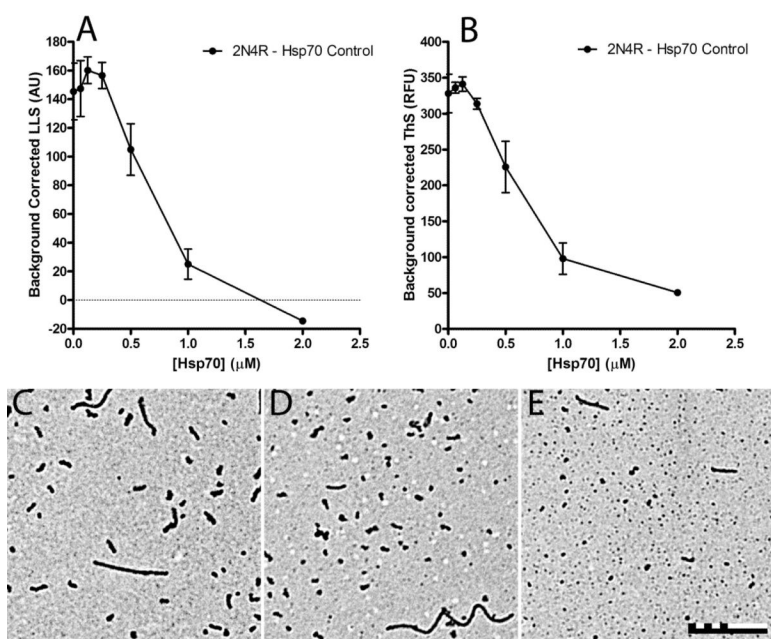 A
2N4R - Hsp70 Control
Background Corrected LLS (AU)
180
160
140
120
100
80
60
40
20
0
-20
0.0 0.5 1.0 1.5 2.0 2.5
[Hsp70] (μM)
B
2N4R - Hsp70 Control
Background corrected ThS (RFU)
400
350
300
250
200
150
100
50
0
0.0 0.5 1.0 1.5 2.0 2.5
[Hsp70] (μM)
C D E